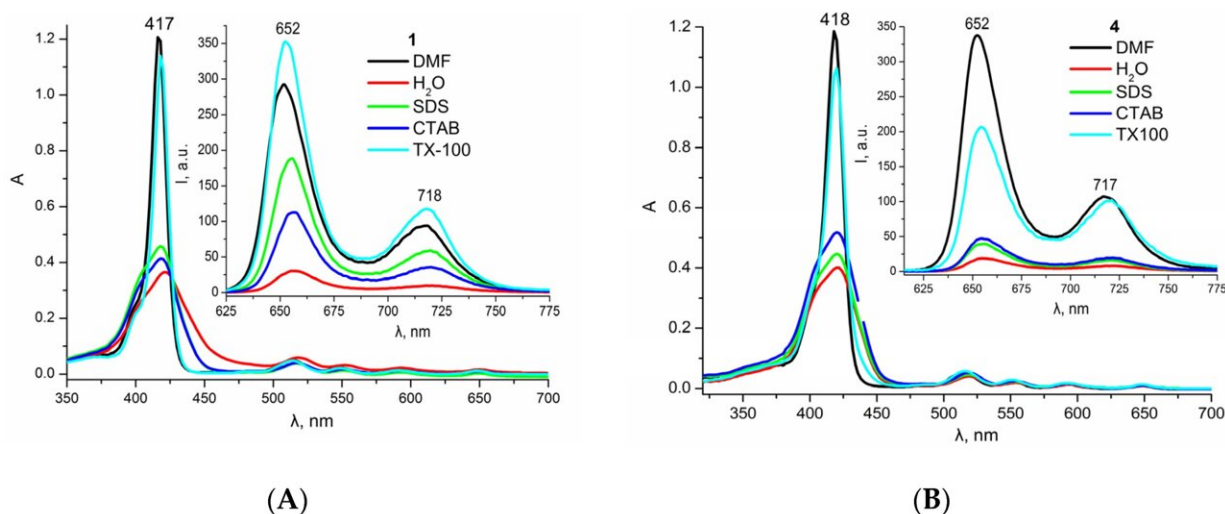 417
652
1
DMF
H₂O
SDS
CTAB
TX-100
718
350
300
250
200
150
100
50
0
I, a.u.
625 650 675 700 725 750 775
λ, nm
1.2
1.0
0.8
0.6
0.4
0.2
0.0
A
350 400 450 500 550 600 650 700
λ, nm
(A)
418
652
4
DMF
H₂O
SDS
CTAB
TX100
717
350
300
250
200
150
100
50
0
I, a.u.
625 650 675 700 725 750 775
λ, nm
1.2
1.0
0.8
0.6
0.4
0.2
0.0
A
350 400 450 500 550 600 650 700
λ, nm
(B)